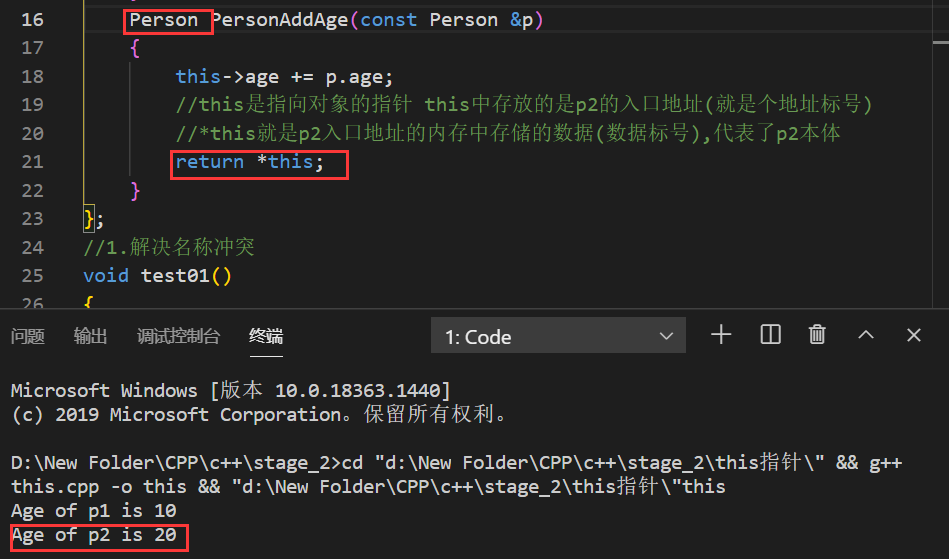 16 Person PersonAddAge(const Person &p)
17 {
18 this->age += p.age;
19 //this是指向对象的指针 this中存放的是p2的入口地址(就是个地址标号)
20 //*this就是p2入口地址的内存中存储的数据(数据标号),代表了p2本体
21 return *this;
22 }
23 };
24 //1.解决名称冲突
25 void test01()
26 {
问题 输出 调试控制台 终端 1: Code
Microsoft Windows [版本 10.0.18363.1440]
(c) 2019 Microsoft Corporation。保留所有权利。
D:\New Folder\CPP\c++\stage_2>cd "d:\New Folder\CPP\c++\stage_2\this指针\" && g++
this.cpp -o this && "d:\New Folder\CPP\c++\stage_2\this指针\"this
Age of p1 is 10
Age of p2 is 20